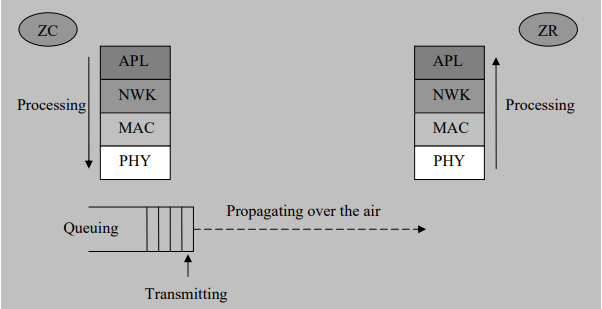 ZC
ZR
APL
APL
NWK
NWK
Processing
Processing
MAC
MAC
PHY
PHY
Propagating over the air
Queuing
Transmitting